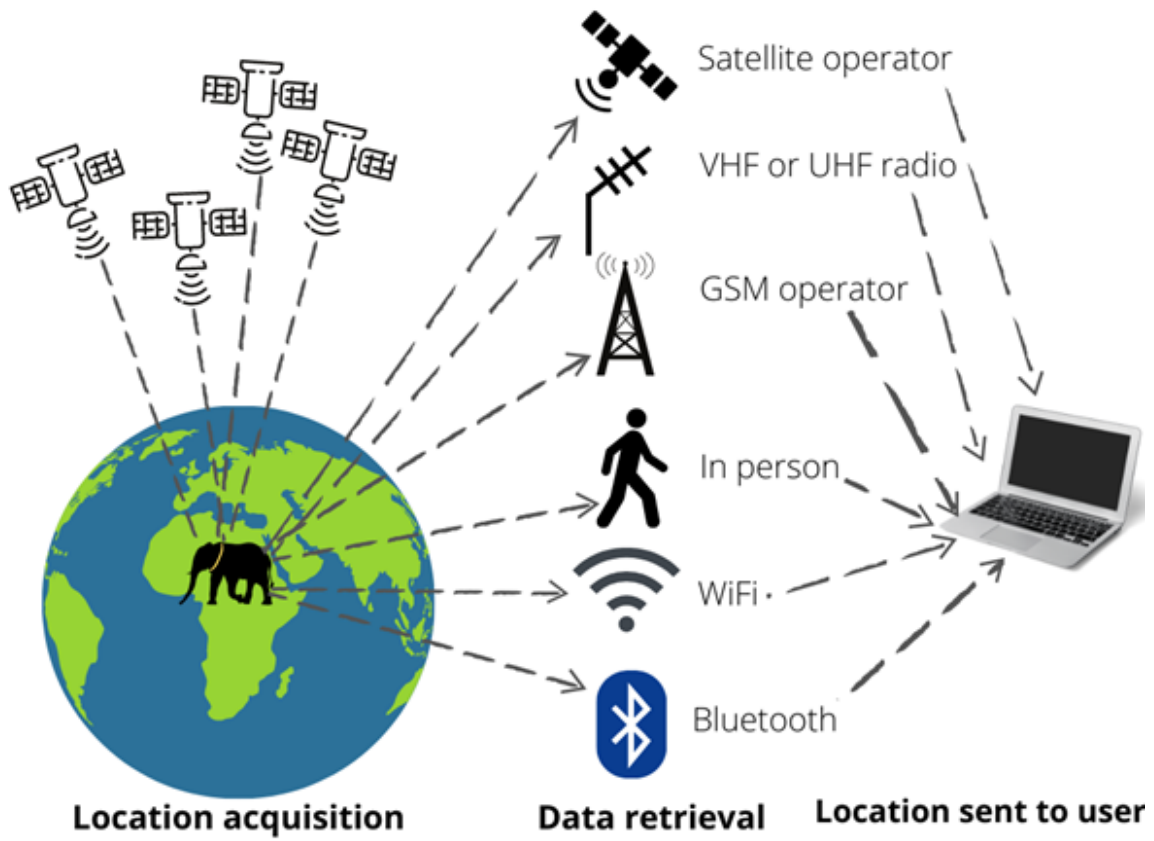 Satellite operator
VHF or UHF radio
GSM operator
In person
WiFi
Bluetooth
Location acquisition
Data retrieval
Location sent to user